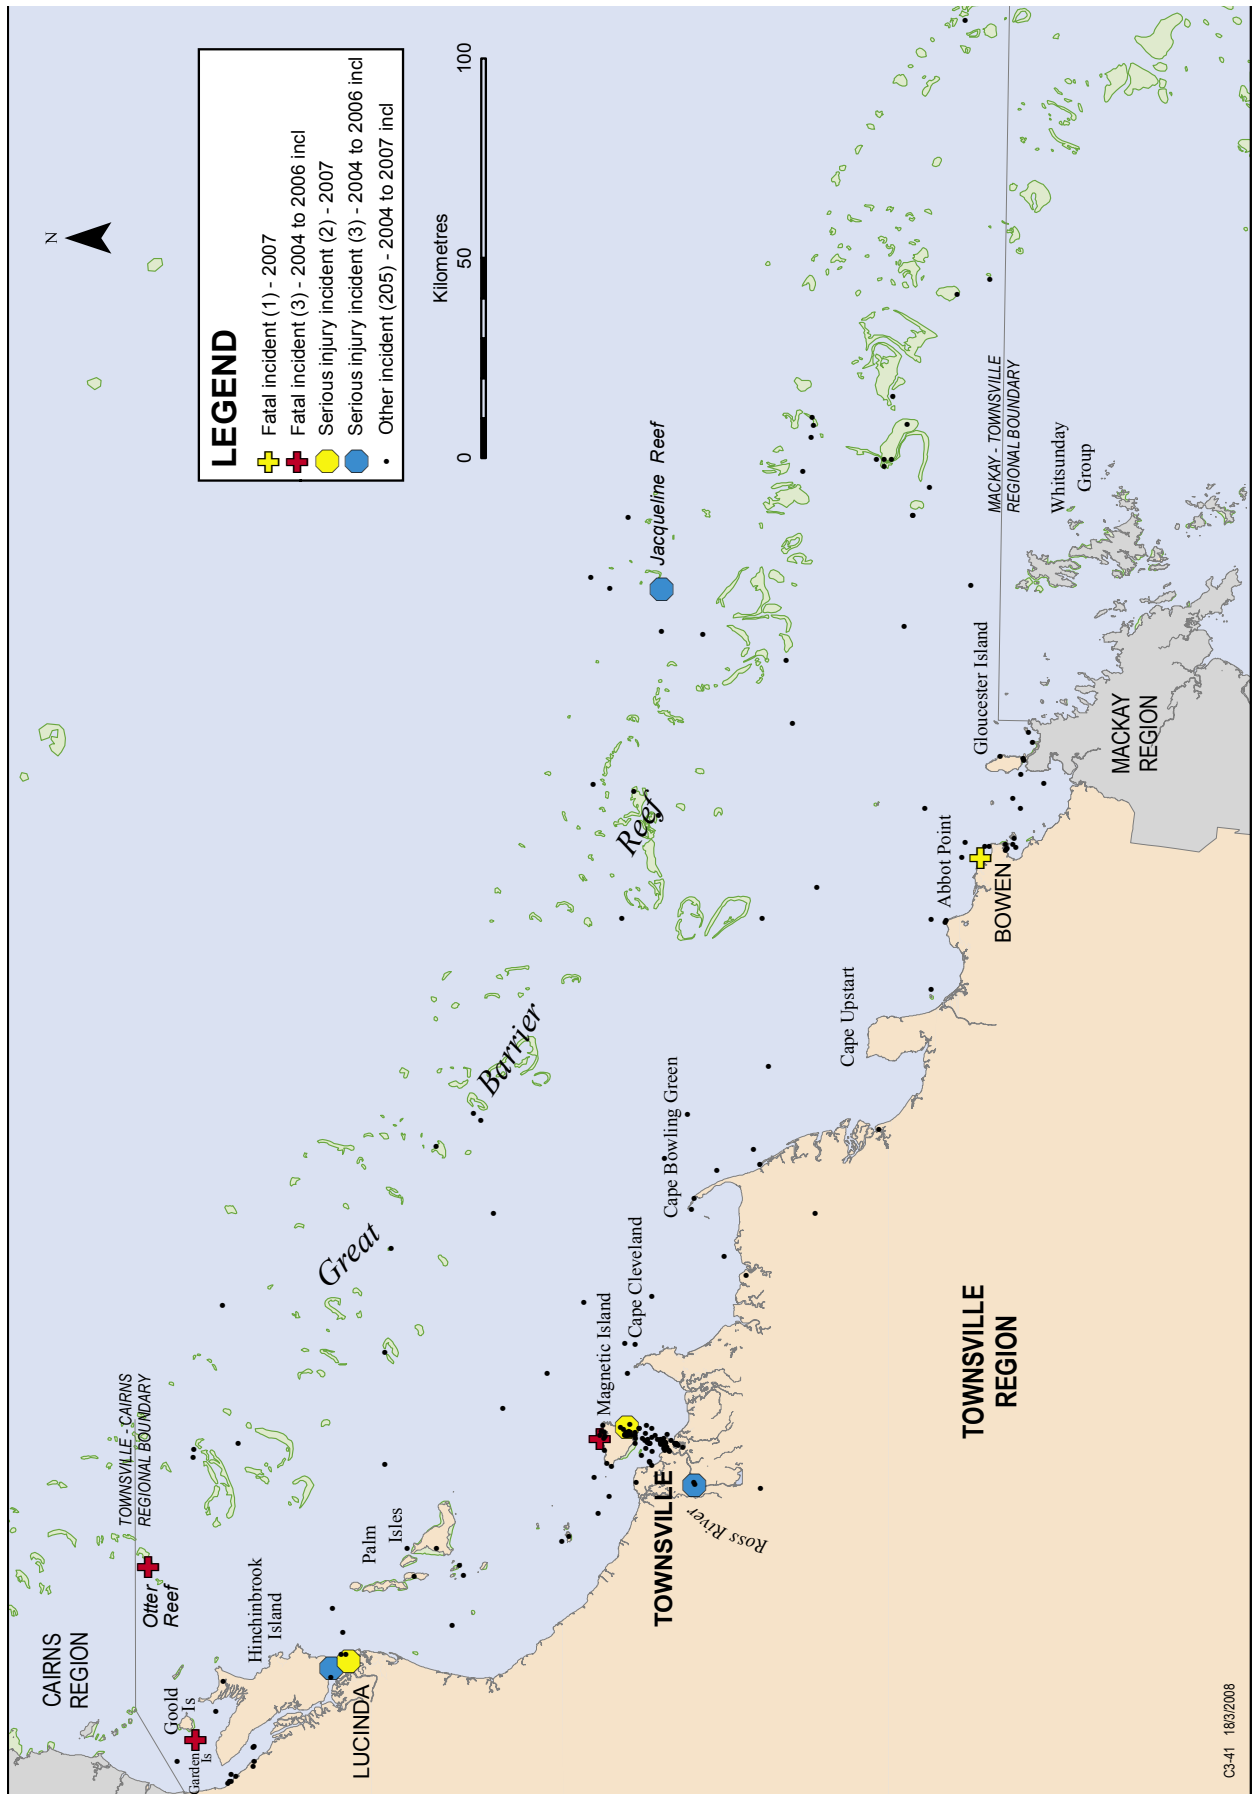 LEGEND
Fatal incident (1) - 2007
Fatal incident (3) - 2004 to 2006 incl
Serious injury incident (2) - 2007
Serious injury incident (3) - 2004 to 2006 incl
Other incident (205) - 2004 to 2007 incl
N
Kilometres
0
50
100
CAIRNS
REGION
TOWNSVILLE - CAIRNS
REGIONAL BOUNDARY
Otter
Reef
Goold
Is
Garden
Is
Hinchinbrook
Island
LUCINDA
Palm
Isles
Great
Barrier
Reef
Jacqueline Reef
Magnetic Island
Cape Cleveland
TOWNSVILLE
Ross River
Cape Bowling Green
Cape Upstart
Abbot Point
BOWEN
Gloucester Island
MACKAY - TOWNSVILLE
REGIONAL BOUNDARY
Whitsunday
Group
MACKAY
REGION
TOWNSVILLE
REGION
C3-41 18/3/2008